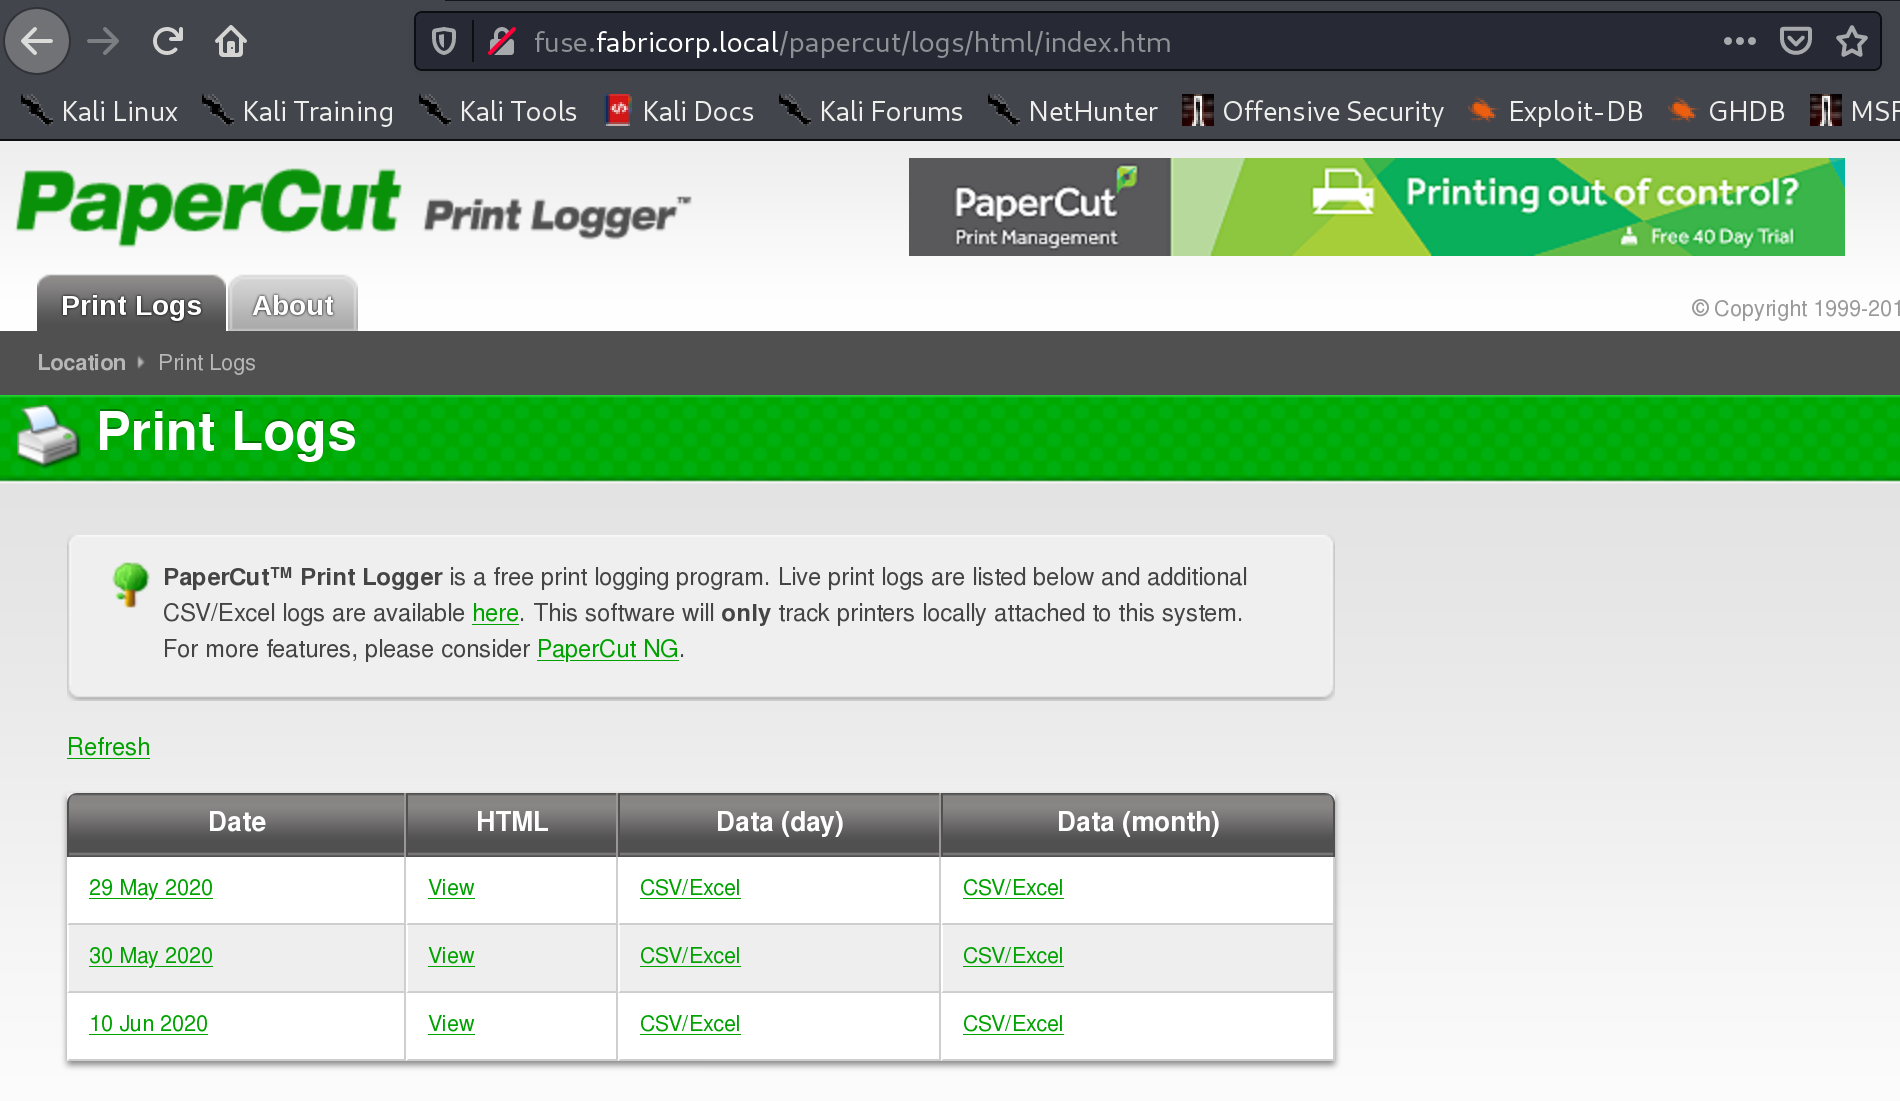 fuse.fabricorp.local/papercut/logs/html/index.htm
Kali Linux Kali Training Kali Tools Kali Docs Kali Forums NetHunter Offensive Security Exploit-DB GHDB MSF
PaperCut Print Logger™
PaperCut
Print Management
Printing out of control?
Free 40 Day Trial
Print Logs About
© Copyright 1999-201
Location Print Logs
Print Logs
PaperCut™ Print Logger is a free print logging program. Live print logs are listed below and additional
CSV/Excel logs are available here. This software will only track printers locally attached to this system.
For more features, please consider PaperCut NG.
Refresh
Date HTML Data (day) Data (month)
29 May 2020 View CSV/Excel CSV/Excel
30 May 2020 View CSV/Excel CSV/Excel
10 Jun 2020 View CSV/Excel CSV/Excel